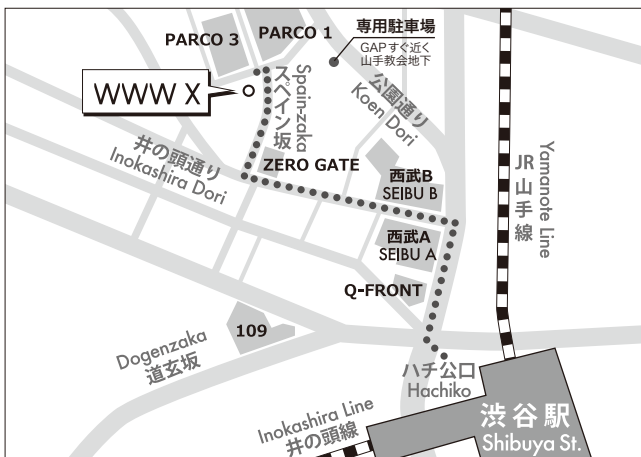 PARCO 3
PARCO 1
専用駐車場
GAPすぐ近く
山手教会地下
WWW X
スペイン坂
Spain-zaka
公園通り
Koen Dori
井の頭通り
Inokashira Dori
ZERO GATE
西武B
SEIBU B
西武A
SEIBU A
Q-FRONT
JR山手線
Yamanote Line
109
Dogenzaka
道玄坂
ハチ公口
Hachiko
Inokashira Line
井の頭線
渋谷駅
Shibuya St.